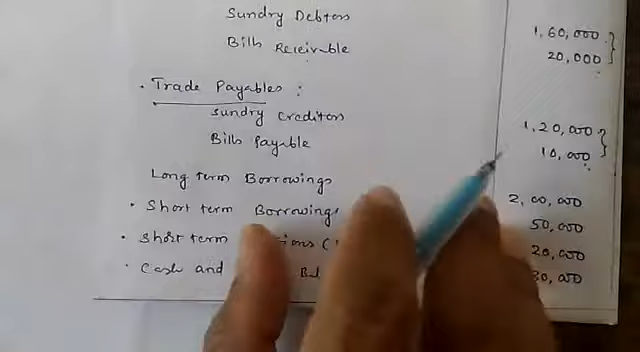 Sundry Debtors 1,60,000
Bills Receivable 20,000
• Trade Payables :
Sundry Creditors 1,20,000
Bills Payable 10,000
Long term Borrowings 2,00,000
• Short term Borrowings 50,000
• Short term 20,000
• Cash and 30,000